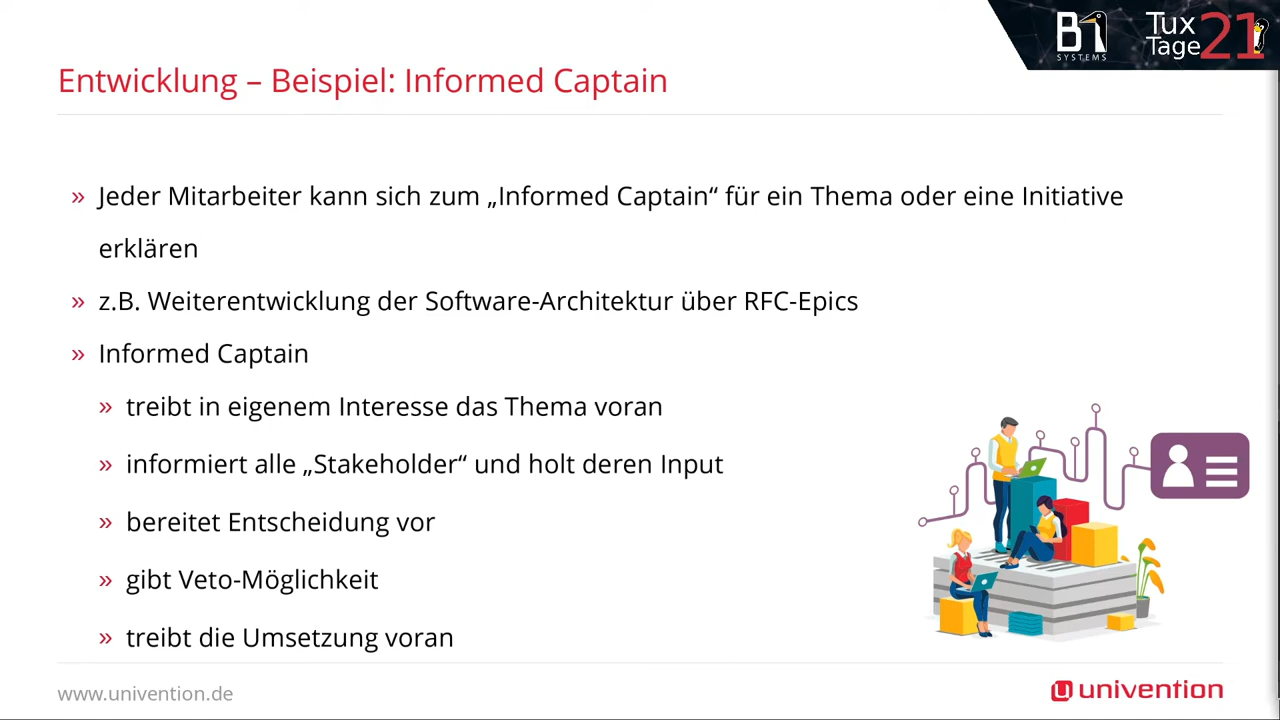 B1
SYSTEMS
Tux
Tage 21
Entwicklung – Beispiel: Informed Captain
» Jeder Mitarbeiter kann sich zum „Informed Captain“ für ein Thema oder eine Initiative
erklären
» z.B. Weiterentwicklung der Software-Architektur über RFC-Epics
» Informed Captain
» treibt in eigenem Interesse das Thema voran
» informiert alle „Stakeholder“ und holt deren Input
» bereitet Entscheidung vor
» gibt Veto-Möglichkeit
» treibt die Umsetzung voran
www.univention.de
univention